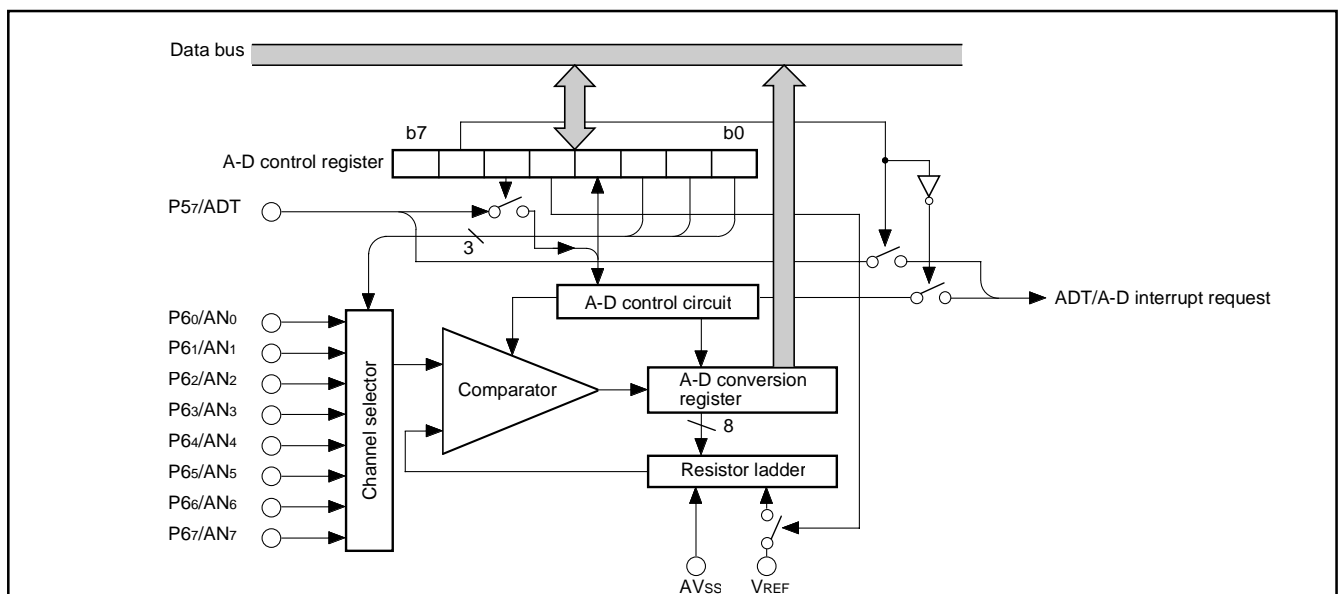 Data bus
b7 b0
A-D control register
P57/ADT
3
A-D control circuit
ADT/A-D interrupt request
P60/AN0
P61/AN1
P62/AN2
P63/AN3
P64/AN4
P65/AN5
P66/AN6
P67/AN7
Channel selector
Comparator
A-D conversion
register
8
Resistor ladder
AVSS VREF